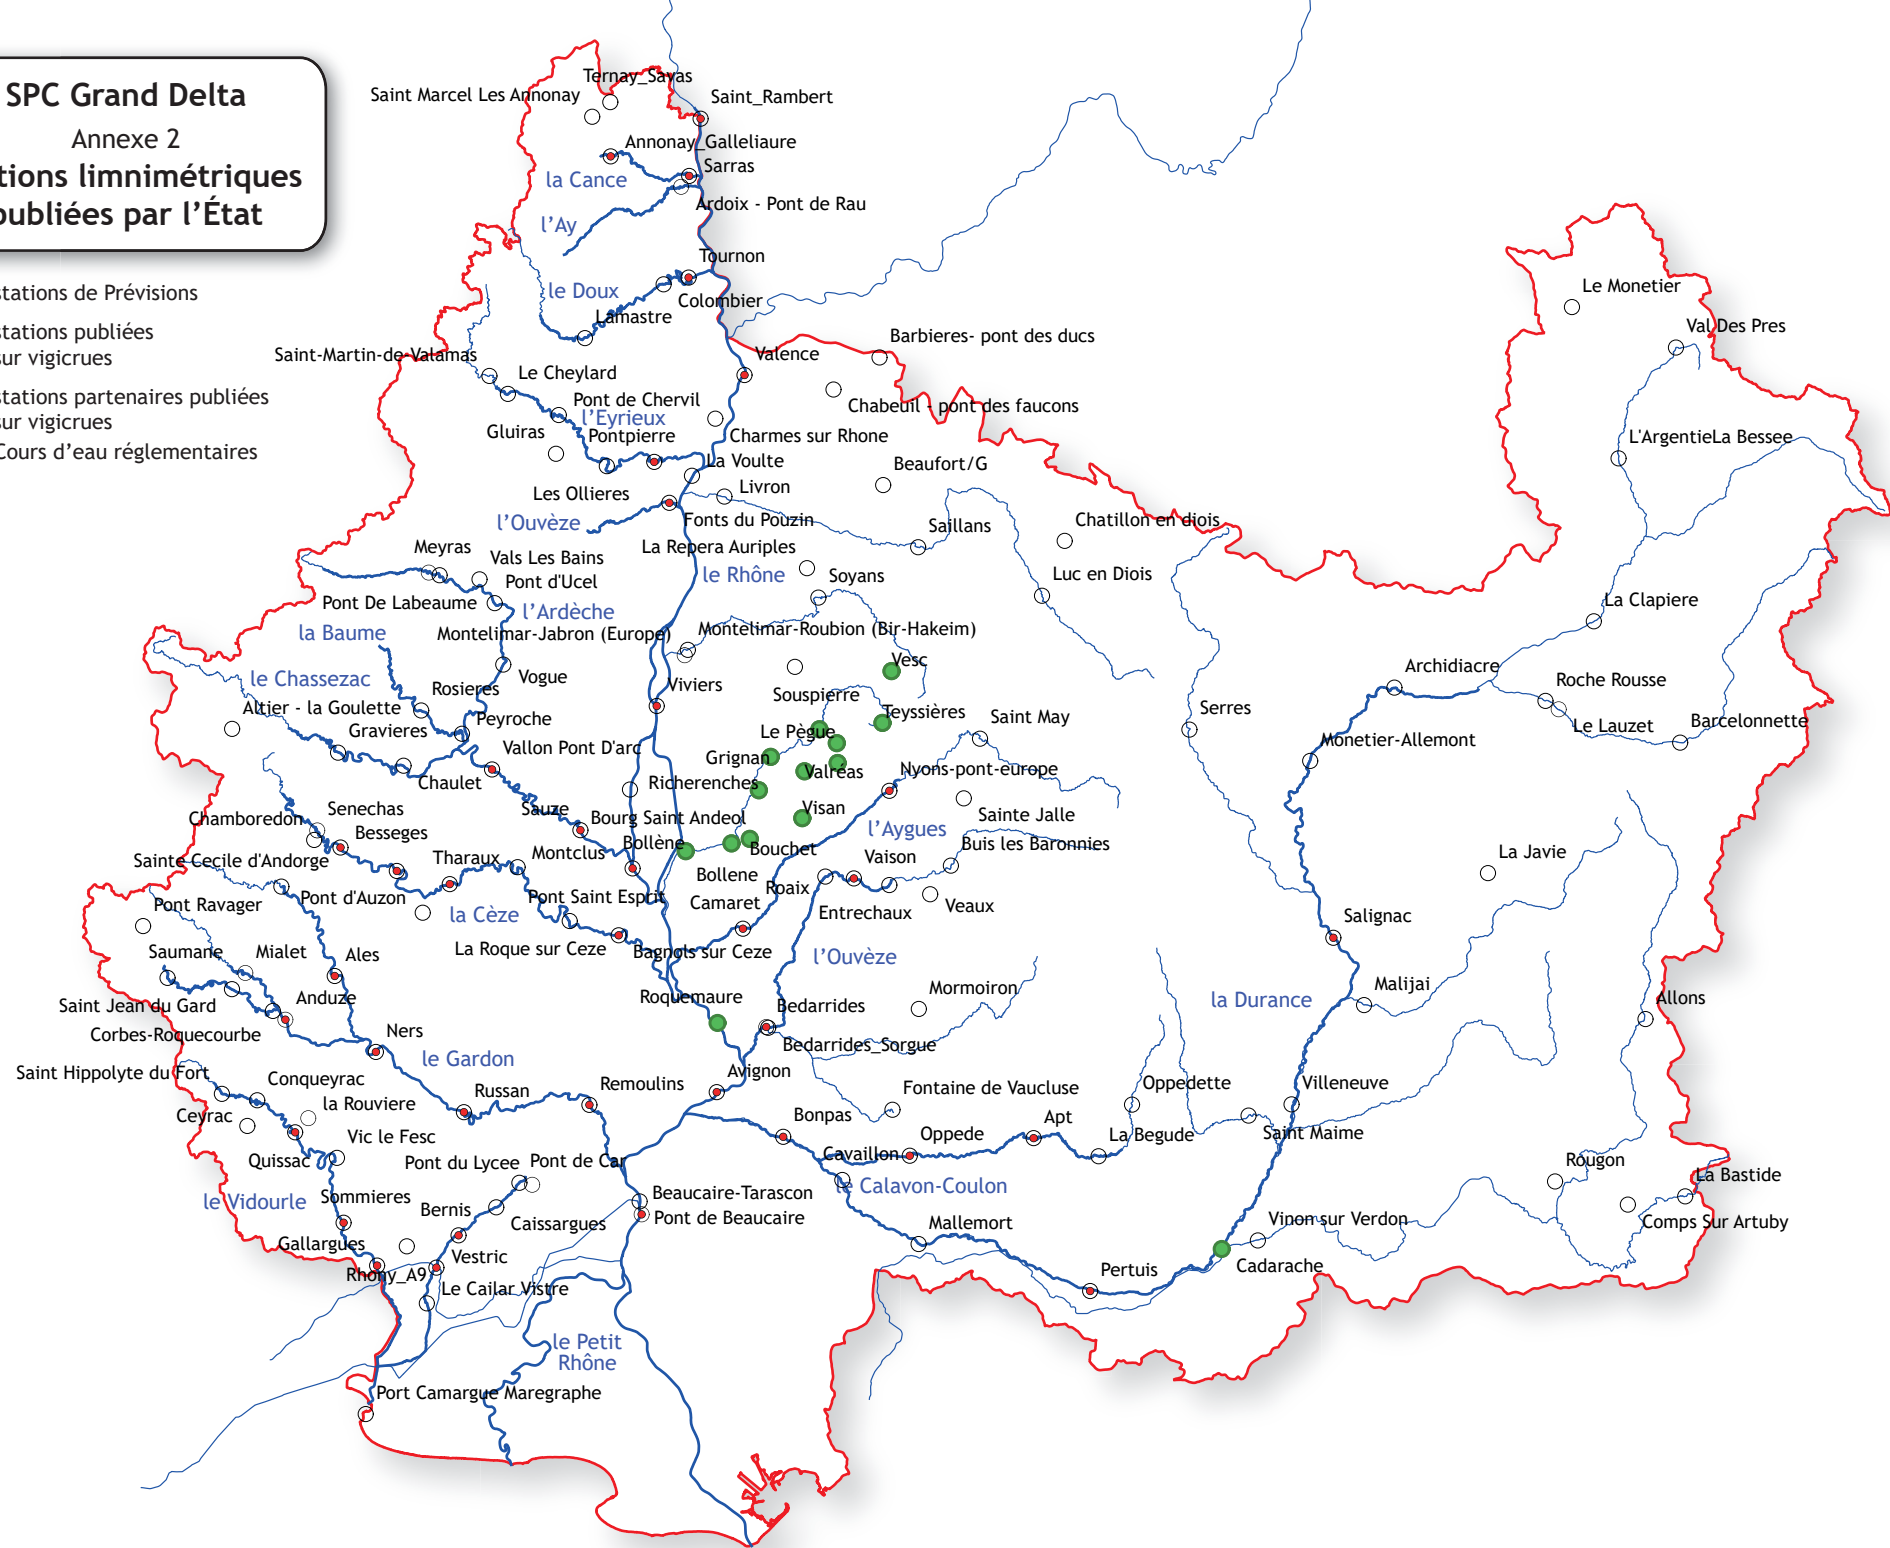 SPC Grand Delta
Annexe 2
tions limnimétriques
publiées par l'État
stations de Prévisions
stations publiées
sur vigicrues
stations partenaires publiées
sur vigicrues
Cours d'eau réglementaires
Ternay_Savas
Saint Marcel Les Annonay
Saint_Rambert
Annonay_Galleliaure
Sarras
la Cance
Ardoix - Pont de Rau
l'Ay
Tournon
le Doux
Colombier
Lamastre
Le Monetier
Val Des Pres
Barbieres- pont des ducs
Saint-Martin-de-Valamas
Valence
Le Cheylard
Pont de Chervil
Chabeuil - pont des faucons
l'Eyrieux
Gluiras
Pontpierre
Charmes sur Rhone
L'ArgentieLa Bessee
La Voulte
Beaufort/G
Les Ollieres
Livron
l'Ouvèze
Fonts du Pouzin
Saillans
Chatillon en diois
Meyras
Vals Les Bains
La Repera Auriples
Pont d'Ucel
le Rhône
Soyans
Luc en Diois
Pont De Labeaume
l'Ardèche
La Clapiere
la Baume
Montelimar-Jabron (Europe)
Montelimar-Roubion (Bir-Hakeim)
Vesc
Archidiacre
le Chassezac
Vogue
Viviers
Rosieres
Souspierre
Roche Rousse
Altier - la Goulette
Peyroche
Teyssières
Saint May
Serres
Le Lauzet
Barcelonnette
Gravieres
Le Pègue
Vallon Pont D'arc
Monetier-Allemont
Grignan
Valréas
Nyons-pont-europe
Chaulet
Richerenches
Senechas
Sauze
Visan
Chamboredon
Bourg Saint Andeol
Sainte Jalle
Besseges
l'Aygues
Bollène
Buis les Baronnies
Sainte Cecile d'Andorge
Tharaux
Montclus
Bouchet
Vaison
La Javie
Bollene
Roaix
Pont d'Auzon
Pont Saint Esprit
Pont Ravager
Camaret
Entrechaux
Veaux
la Cèze
Salignac
Saumane
Mialet
Ales
La Roque sur Ceze
Bagnols sur Ceze
l'Ouvèze
Malijai
Saint Jean du Gard
Anduze
Roquemaure
Mormoiron
la Durance
Allons
Bedarrides
Corbes-Roquecourbe
Ners
Bedarrides_Sorgue
le Gardon
Saint Hippolyte du Fort
Conqueyrac
Avignon
Russan
Remoulins
Fontaine de Vaucluse
Oppedette
Villeneuve
la Rouviere
Ceyrac
Bonpas
Apt
Vic le Fesc
Oppede
La Begude
Saint Maime
Quissac
Pont du Lycee
Pont de Car
Cavaillon
Rougon
La Bastide
le Vidourle
Sommieres
Beaucaire-Tarascon
le Calavon-Coulon
Bernis
Caissargues
Pont de Beaucaire
Mallemort
Vinon sur Verdon
Comps Sur Artuby
Gallargues
Vestric
Rhony_A9
Pertuis
Cadarache
Le Cailar Vistre
le Petit
Rhône
Port Camargue Maregraphe